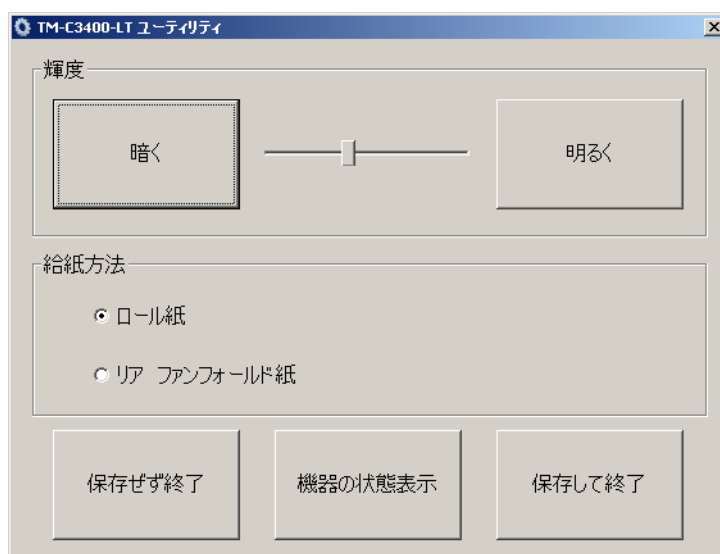 TM-C3400-LT ユーティリティ
輝度
暗く
明るく
給紙方法
ロール紙
リア ファンフォールド紙
保存せず終了
機器の状態表示
保存して終了